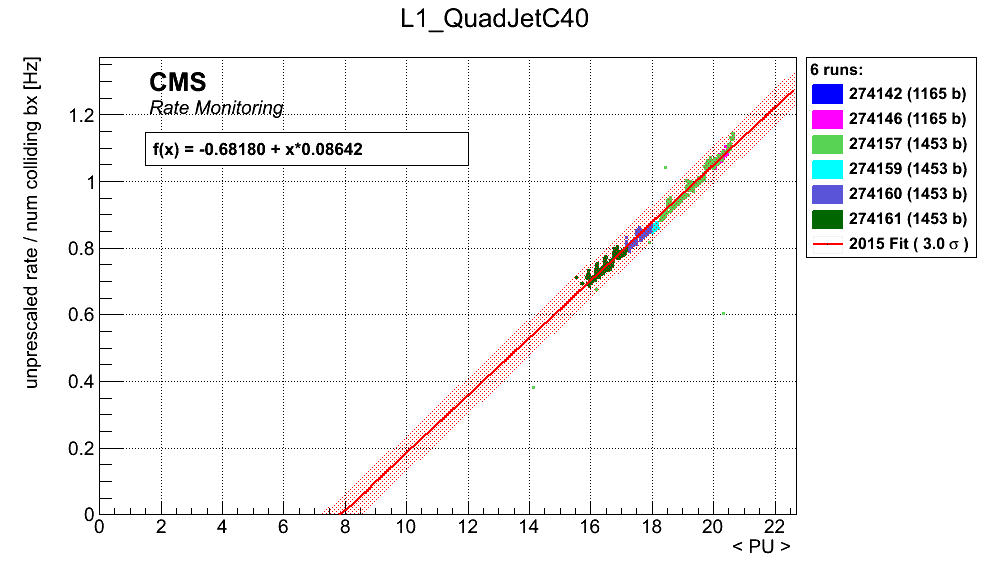 L1_QuadJetC40
unprescaled rate / num colliding bx [Hz]
CMS
Rate Monitoring
f(x) = -0.68180 + x*0.08642
1.2
1
0.8
0.6
0.4
0.2
0
0 2 4 6 8 10 12 14 16 18 20 22
< PU >
6 runs:
274142 (1165 b)
274146 (1165 b)
274157 (1453 b)
274159 (1453 b)
274160 (1453 b)
274161 (1453 b)
2015 Fit ( 3.0 σ )